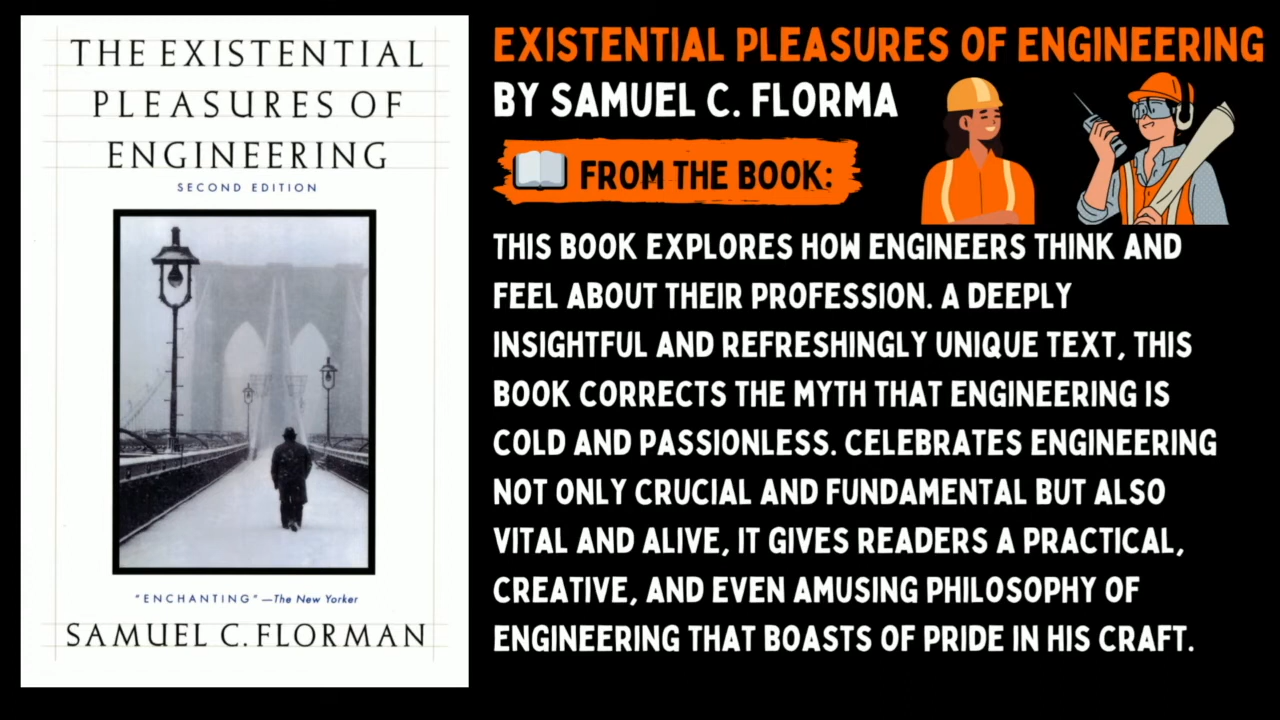 THE EXISTENTIAL
PLEASURES OF
ENGINEERING
SECOND EDITION
"ENCHANTING" —The New Yorker
SAMUEL C. FLORMAN
EXISTENTIAL PLEASURES OF ENGINEERING
BY SAMUEL C. FLORMA
FROM THE BOOK:
THIS BOOK EXPLORES HOW ENGINEERS THINK AND
FEEL ABOUT THEIR PROFESSION. A DEEPLY
INSIGHTFUL AND REFRESHINGLY UNIQUE TEXT, THIS
BOOK CORRECTS THE MYTH THAT ENGINEERING IS
COLD AND PASSIONLESS. CELEBRATES ENGINEERING
NOT ONLY CRUCIAL AND FUNDAMENTAL BUT ALSO
VITAL AND ALIVE, IT GIVES READERS A PRACTICAL,
CREATIVE, AND EVEN AMUSING PHILOSOPHY OF
ENGINEERING THAT BOASTS OF PRIDE IN HIS CRAFT.